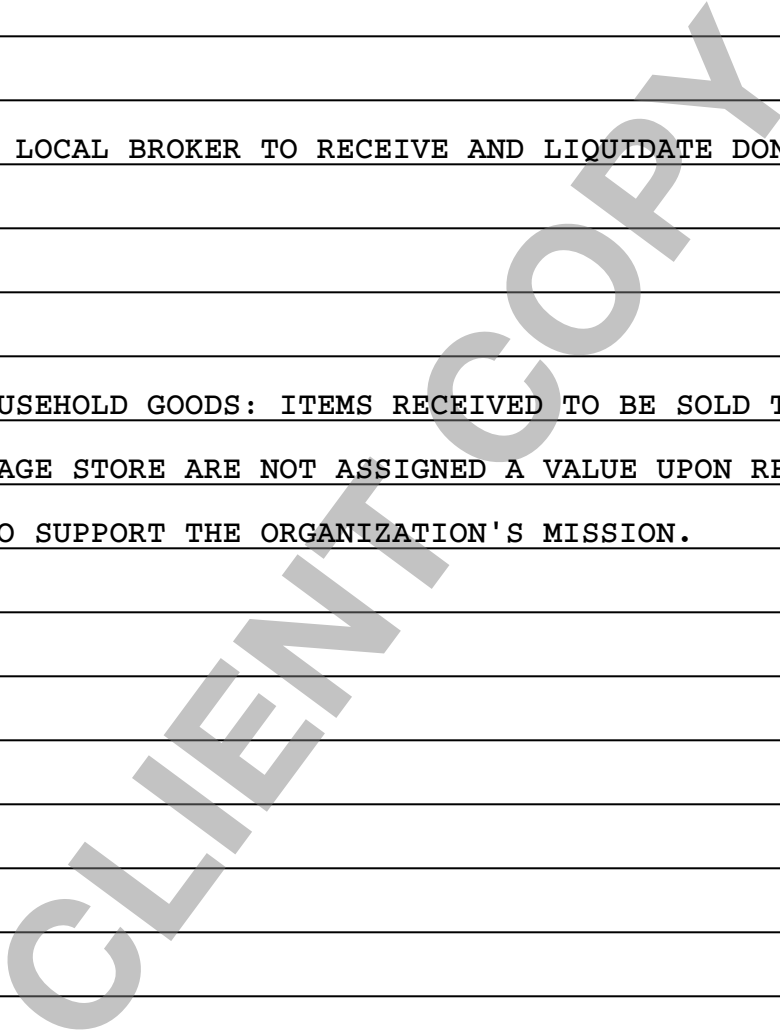 LOCAL BROKER TO RECEIVE AND LIQUIDATE DON
USEHOLD GOODS: ITEMS RECEIVED TO BE SOLD T
AGE STORE ARE NOT ASSIGNED A VALUE UPON RE
O SUPPORT THE ORGANIZATION'S MISSION.
CLIENT COPY